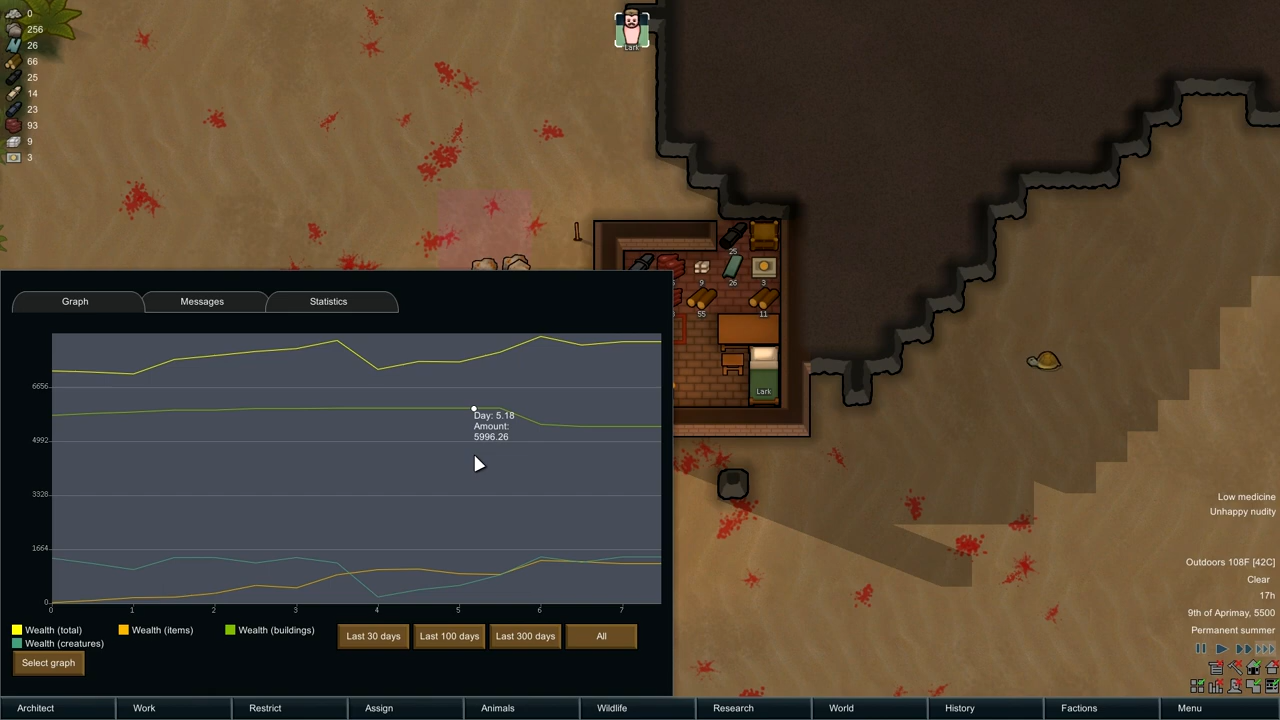 0
256
26
66
25
14
23
93
9
3
Lark
25
9
26
3
55
11
Lark
Graph
Messages
Statistics
6656
4992
3328
1664
0
Day: 5.18
Amount:
5996.26
0 1 2 3 4 5 6 7
Wealth (total)
Wealth (items)
Wealth (buildings)
Wealth (creatures)
Last 30 days
Last 100 days
Last 300 days
All
Select graph
Low medicine
Unhappy nudity
Outdoors 108F [42C]
Clear
17h
9th of Aprimay, 5500
Permanent summer
Architect
Work
Restrict
Assign
Animals
Wildlife
Research
World
History
Factions
Menu